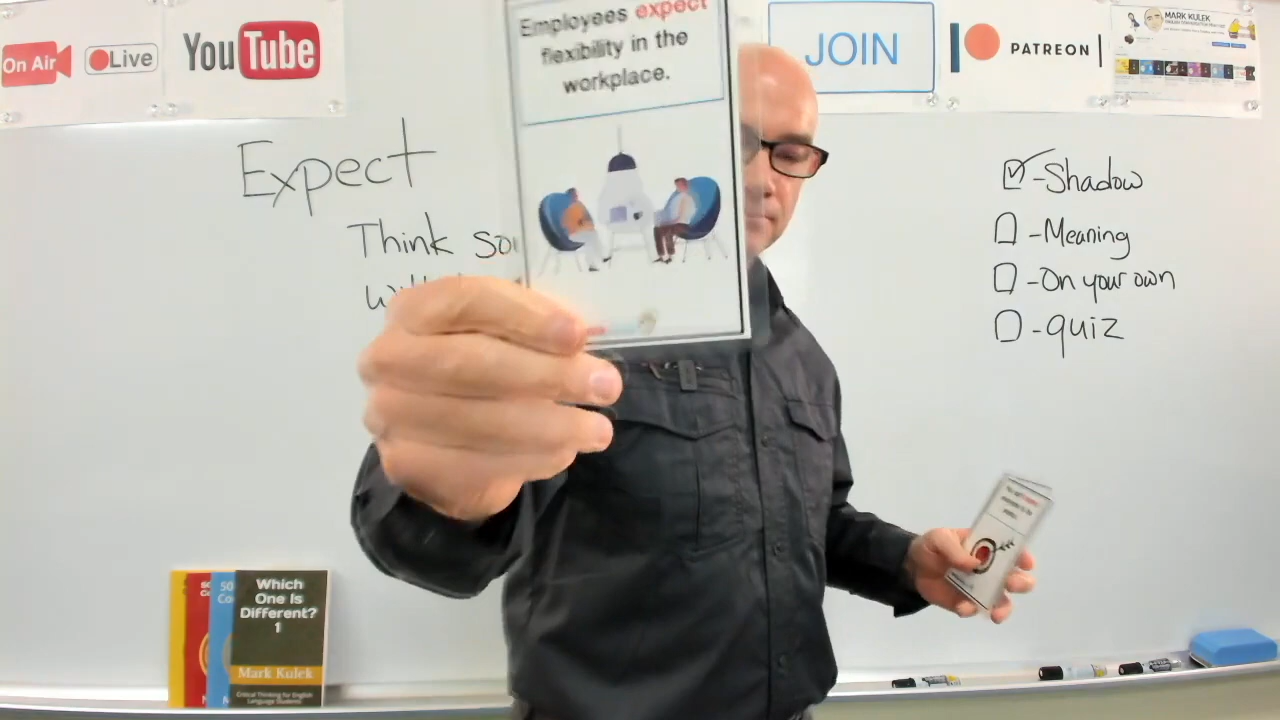 On Air
Live
YouTube
Employees expect
flexibility in the
workplace.
JOIN
PATREON
MARK KULEK
Expect
Think
-Shadow
-Meaning
-On your own
-quiz
50
Which
One Is
Different?
1
Mark Kulek
Critical Thinking for English
Language Students